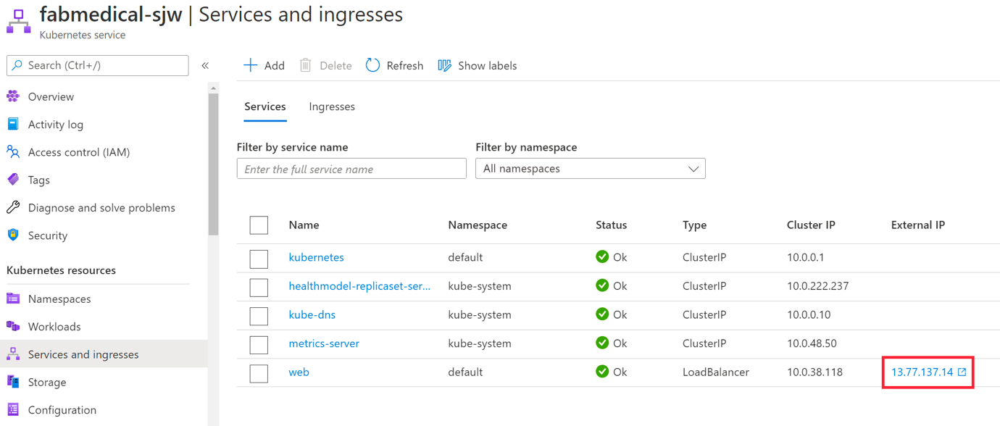 fabmedical-sjw | Services and ingresses
Kubernetes service
Search (Ctrl+/)
«
Overview
Activity log
Access control (IAM)
Tags
Diagnose and solve problems
Security
Kubernetes resources
Namespaces
Workloads
Services and ingresses
Storage
Configuration
Add Delete Refresh Show labels
Services Ingresses
Filter by service name Filter by namespace
Enter the full service name All namespaces
Name Namespace Status Type Cluster IP External IP
kubernetes default Ok ClusterIP 10.0.0.1
healthmodel-replicaset-ser... kube-system Ok ClusterIP 10.0.222.237
kube-dns kube-system Ok ClusterIP 10.0.0.10
metrics-server kube-system Ok ClusterIP 10.0.48.50
web default Ok LoadBalancer 10.0.38.118 13.77.137.14